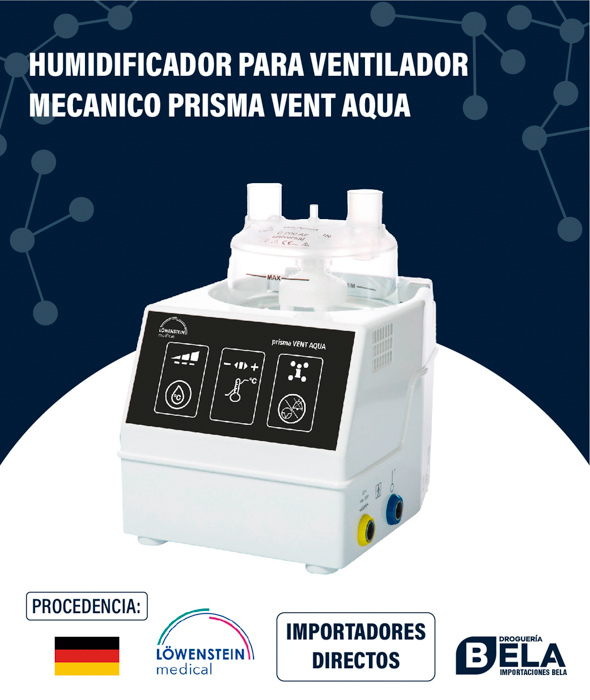 HUMIDIFICADOR PARA VENTILADOR
MECANICO PRISMA VENT AQUA
MAX
LÖWENSTEIN
medical
prisma VENT AQUA
- +
°C
°C
PROCEDENCIA:
LÖWENSTEIN
medical
IMPORTADORES
DIRECTOS
DROGUERÍA
BELA
IMPORTACIONES BELA